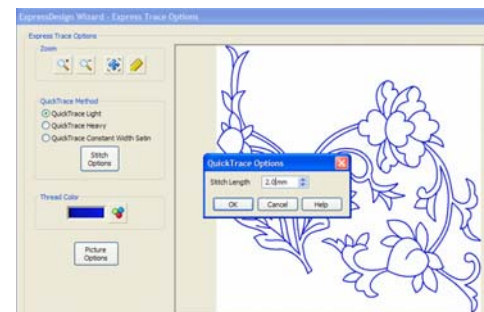 ExpressDesign Wizard - Express Trace Options
Express Trace Options
Zoom
QuickTrace Method
QuickTrace Light
QuickTrace Heavy
QuickTrace Constant Width Satin
Stitch
Options
Thread Color
Picture
Options
QuickTrace Options
Stitch Length 2.0mm
OK Cancel Help